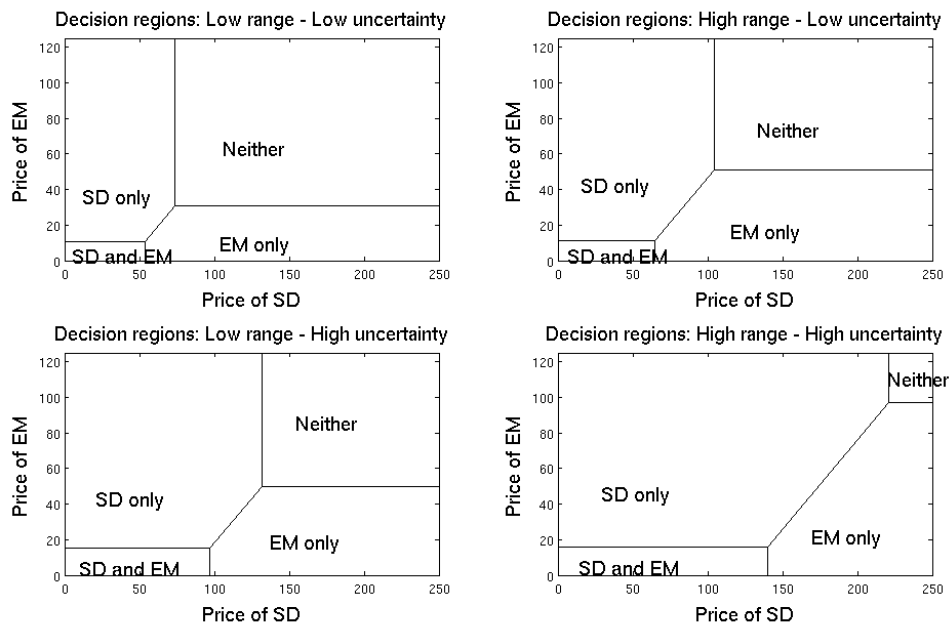 Decision regions: Low range - Low uncertainty
120
100
80
60
40
20
0
Price of EM
Neither
SD only
EM only
SD and EM
0 50 100 150 200 250
Price of SD
Decision regions: High range - Low uncertainty
120
100
80
60
40
20
0
Price of EM
Neither
SD only
EM only
SD and EM
0 50 100 150 200 250
Price of SD
Decision regions: Low range - High uncertainty
120
100
80
60
40
20
0
Price of EM
Neither
SD only
EM only
SD and EM
0 50 100 150 200 250
Price of SD
Decision regions: High range - High uncertainty
120
100
80
60
40
20
0
Price of EM
Neither
SD only
EM only
SD and EM
0 50 100 150 200 250
Price of SD